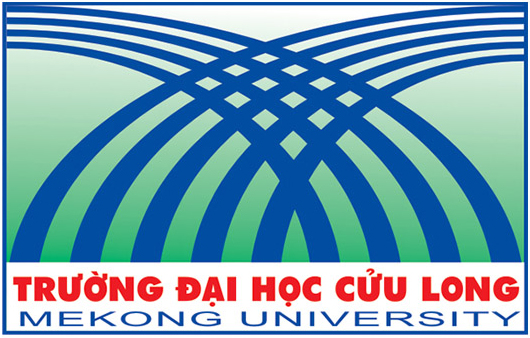 TRƯỜNG ĐẠI HỌC CỬU LONG
MEKONG UNIVERSITY